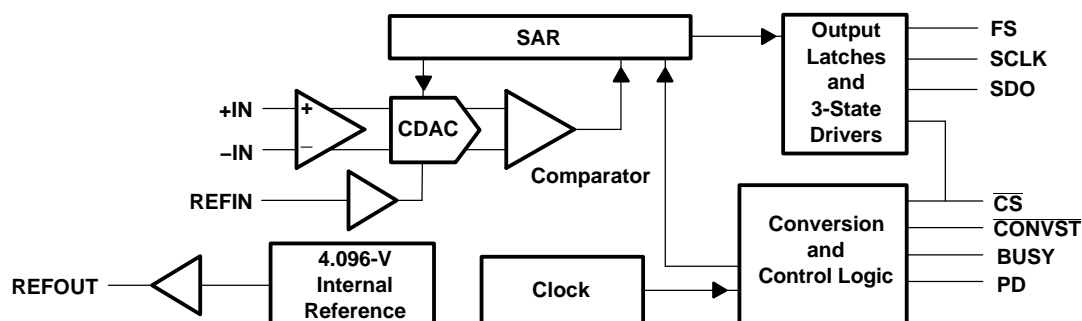 SAR
Output
Latches
and
3-State
Drivers
FS
SCLK
SDO
+IN
+
–IN
–
CDAC
Comparator
REFIN
CS
CONVST
BUSY
PD
Conversion
and
Control Logic
4.096-V
Internal
Reference
REFOUT
Clock